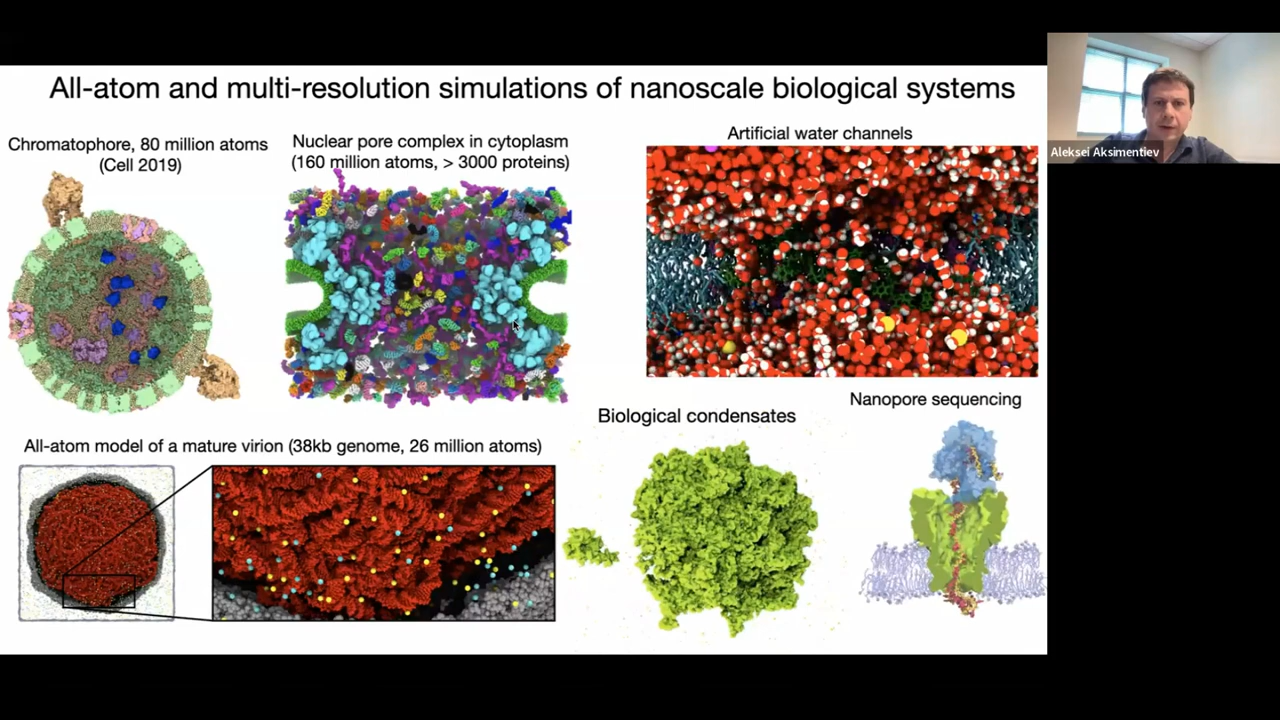 All-atom and multi-resolution simulations of nanoscale biological systems
Chromatophore, 80 million atoms
(Cell 2019)
Nuclear pore complex in cytoplasm
(160 million atoms, > 3000 proteins)
Artificial water channels
Aleksei Aksimentiev
All-atom model of a mature virion (38kb genome, 26 million atoms)
Biological condensates
Nanopore sequencing